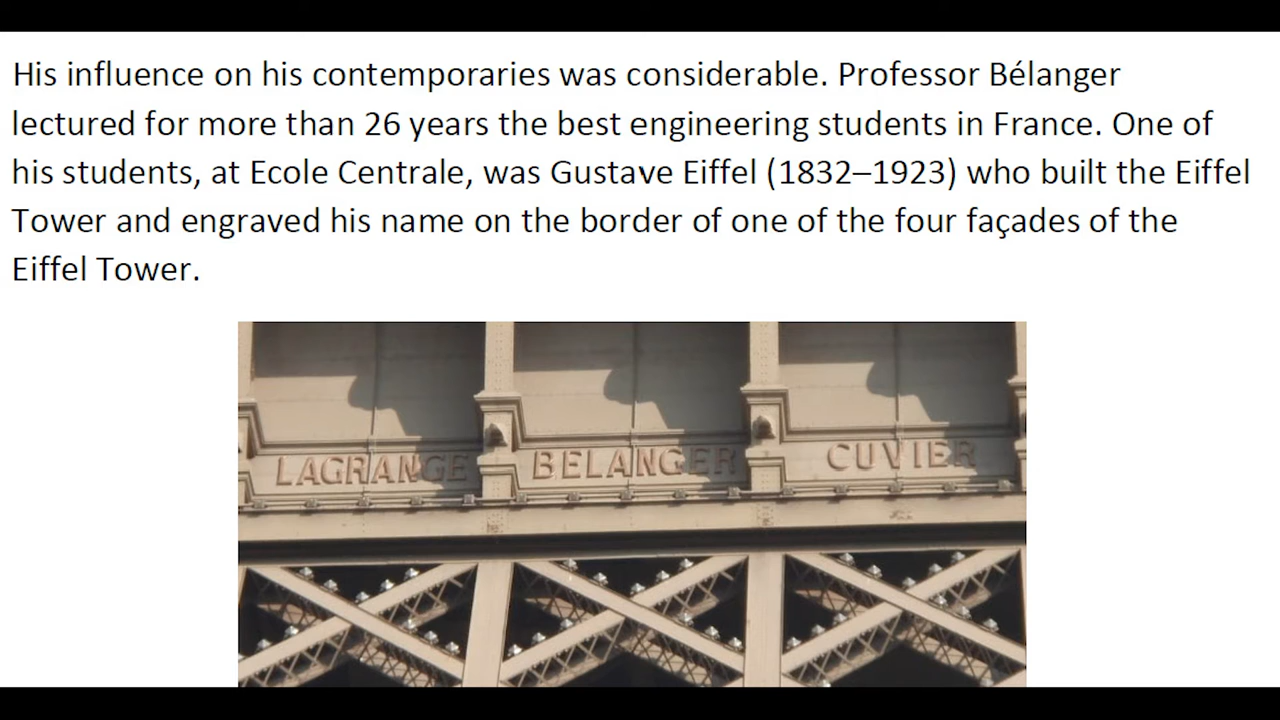 His influence on his contemporaries was considerable. Professor Bélanger
lectured for more than 26 years the best engineering students in France. One of
his students, at Ecole Centrale, was Gustave Eiffel (1832–1923) who built the Eiffel
Tower and engraved his name on the border of one of the four façades of the
Eiffel Tower.
LAGRANGE BELANGER CUVIER